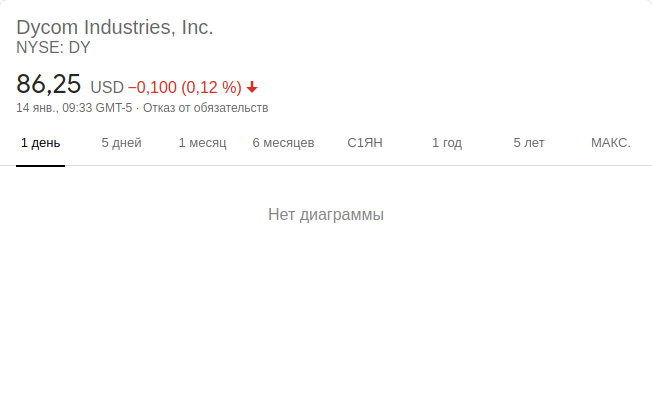 Dycom Industries, Inc.
NYSE: DY
86,25 USD −0,100 (0,12 %)
14 янв., 09:33 GMT-5 · Отказ от обязательств
1 день 5 дней 1 месяц 6 месяцев С1ЯН 1 год 5 лет МАКС.
Нет диаграммы